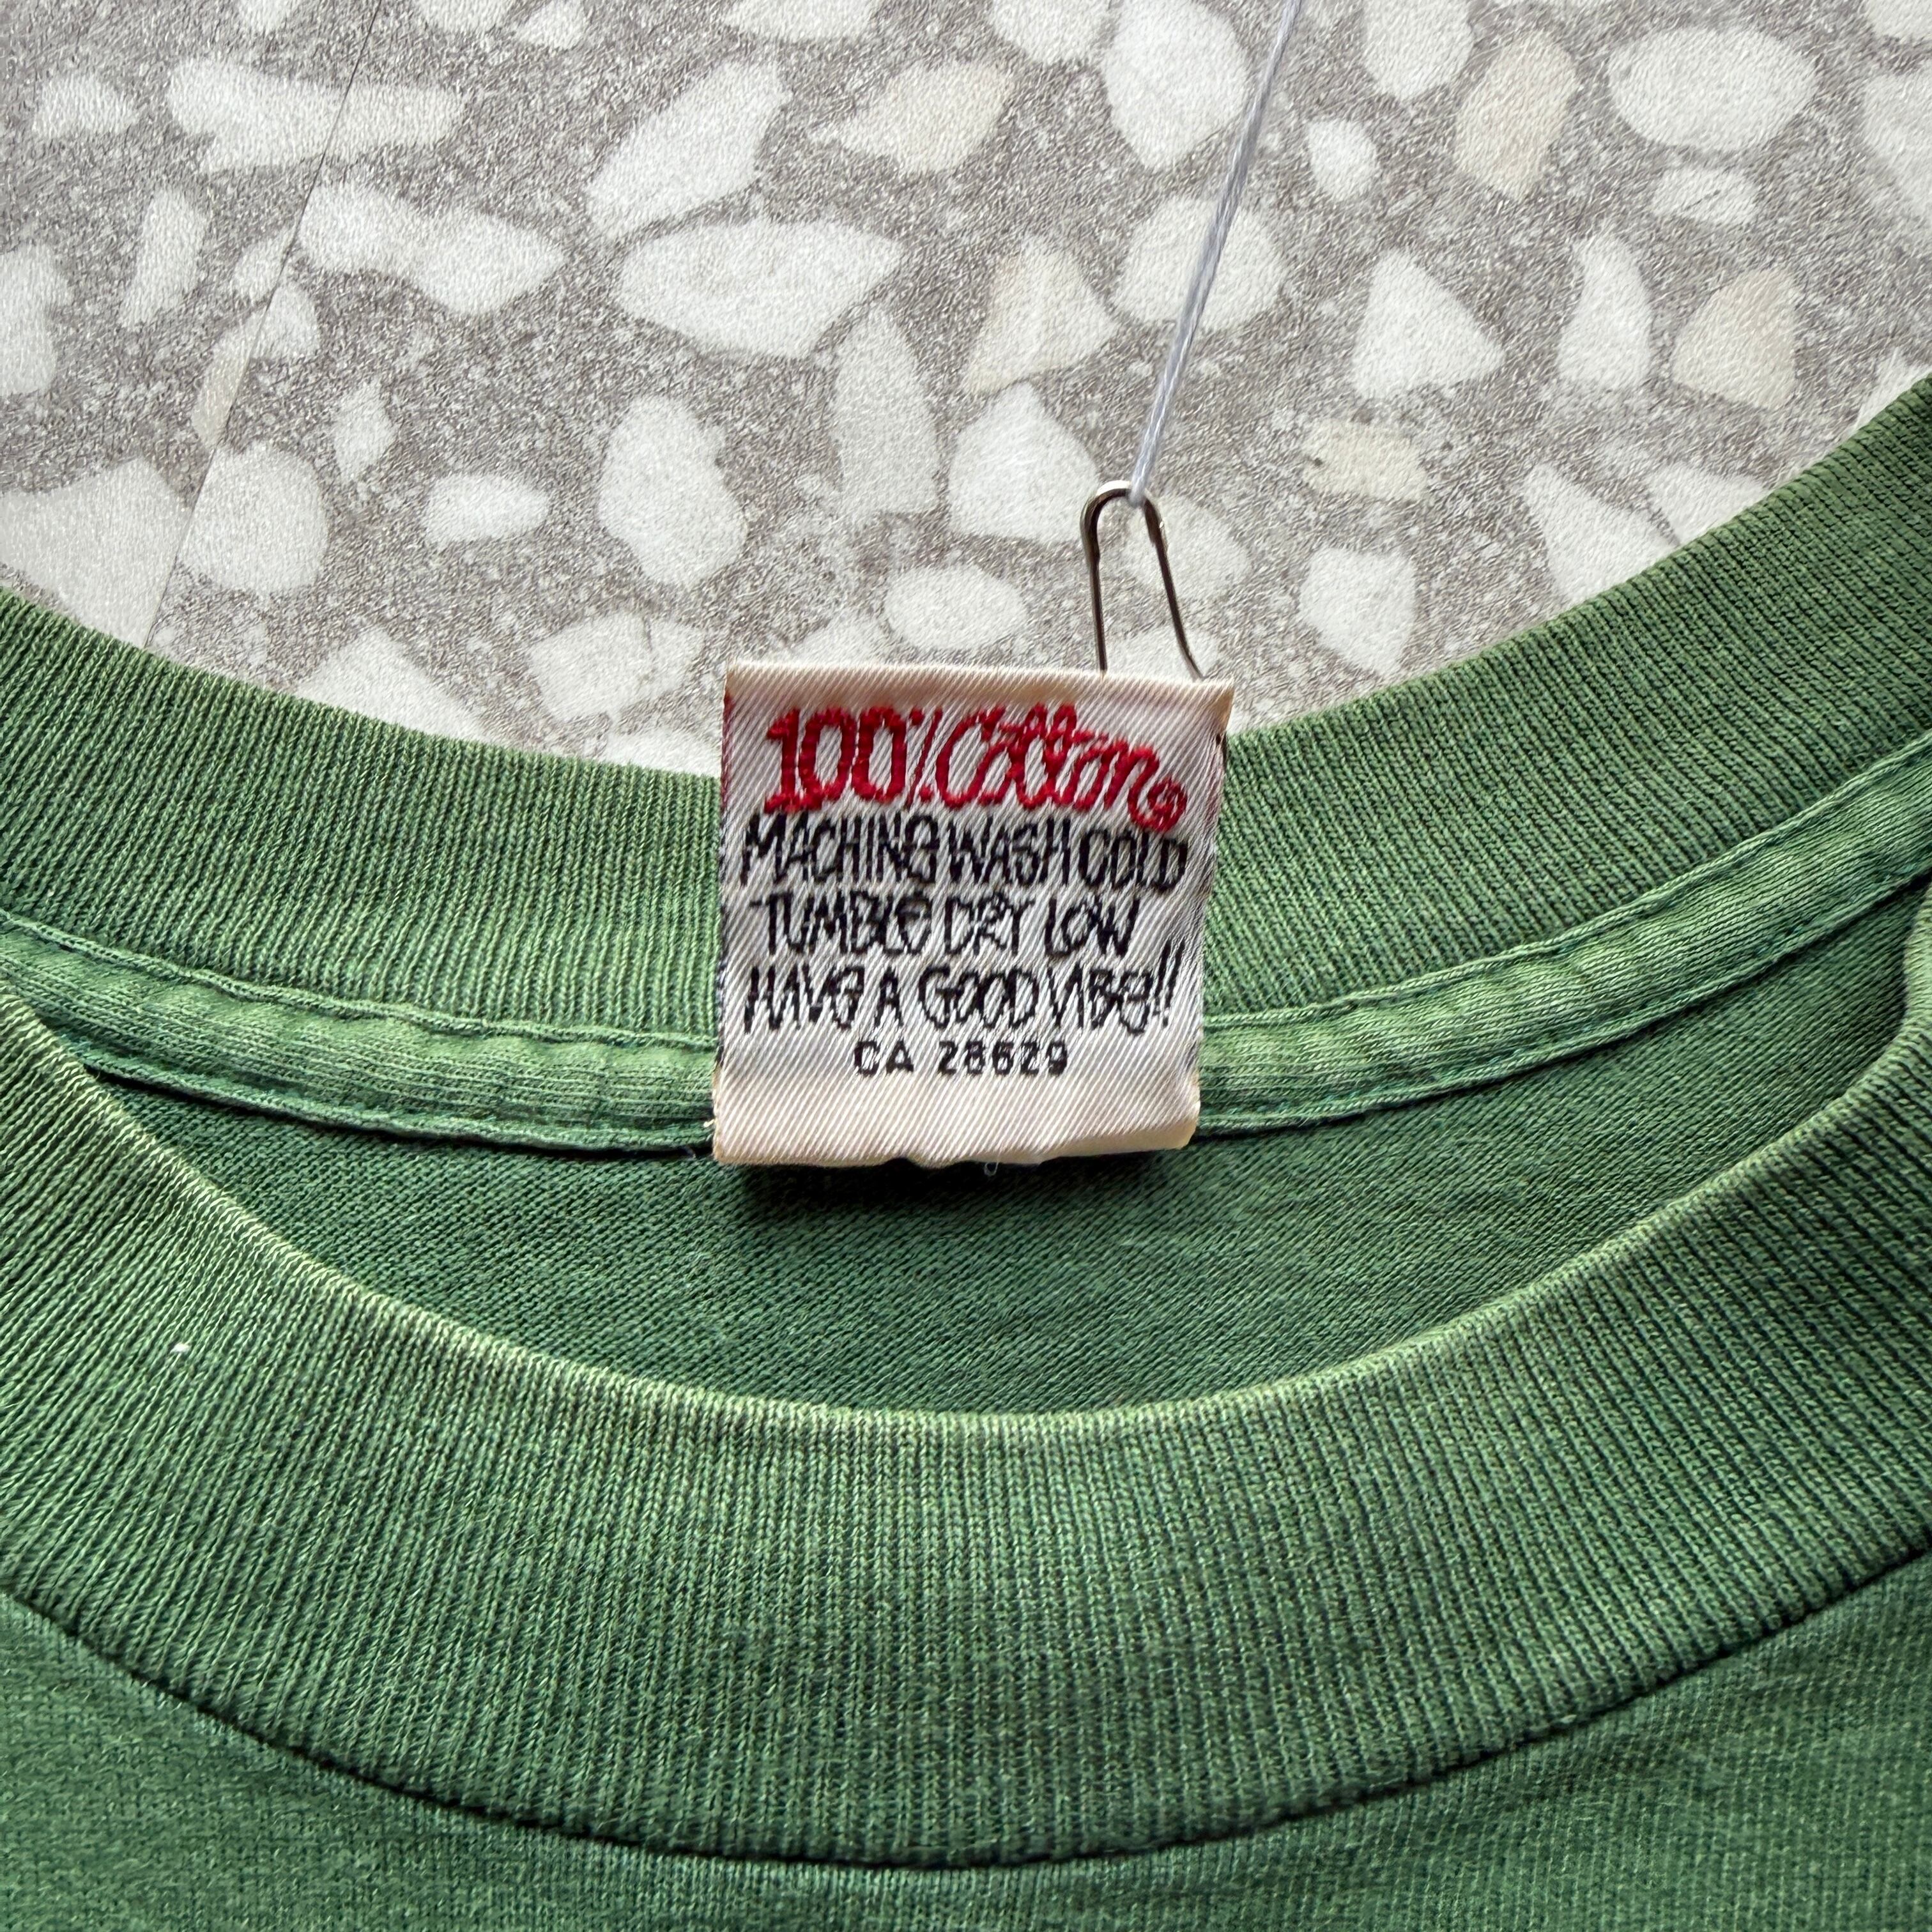 100% Cotton
MACHINE WASH COLD
TUMBLE DRY LOW
HAVE A GOOD VIBE!!
CA 28629